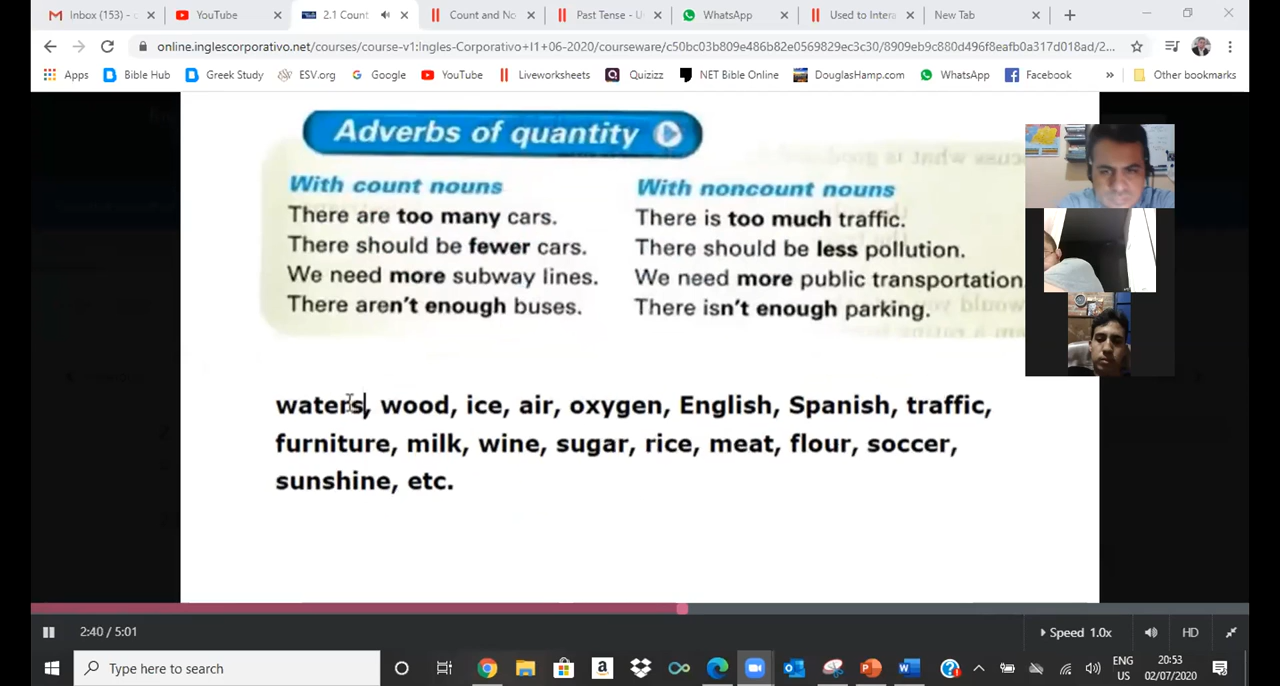 Inbox (153) -
YouTube
2.1 Count
Count and No
Past Tense - U
WhatsApp
Used to Intera
New Tab
online.inglescorporativo.net/courses/course-v1:Ingles-Corporativo+I1+06-2020/courseware/c50bc03b809e486b82e0569829ec3c30/8909eb9c880d496f8eafb0a317d018ad/2...
Apps
Bible Hub
Greek Study
ESV.org
Google
YouTube
Liveworksheets
Quizizz
NET Bible Online
DouglasHamp.com
WhatsApp
Facebook
»
Other bookmarks
Adverbs of quantity
With count nouns
There are too many cars.
There should be fewer cars.
We need more subway lines.
There aren't enough buses.
With noncount nouns
There is too much traffic.
There should be less pollution.
We need more public transportation.
There isn't enough parking.
waters, wood, ice, air, oxygen, English, Spanish, traffic,
furniture, milk, wine, sugar, rice, meat, flour, soccer,
sunshine, etc.
2:40 / 5:01
Speed 1.0x
HD
Type here to search
ENG
US
20:53
02/07/2020